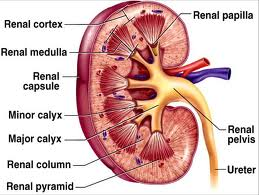 Renal cortex
Renal papilla
Renal medulla
Renal
capsule
Minor calyx
Major calyx
Renal column
Renal pyramid
Renal
pelvis
Ureter